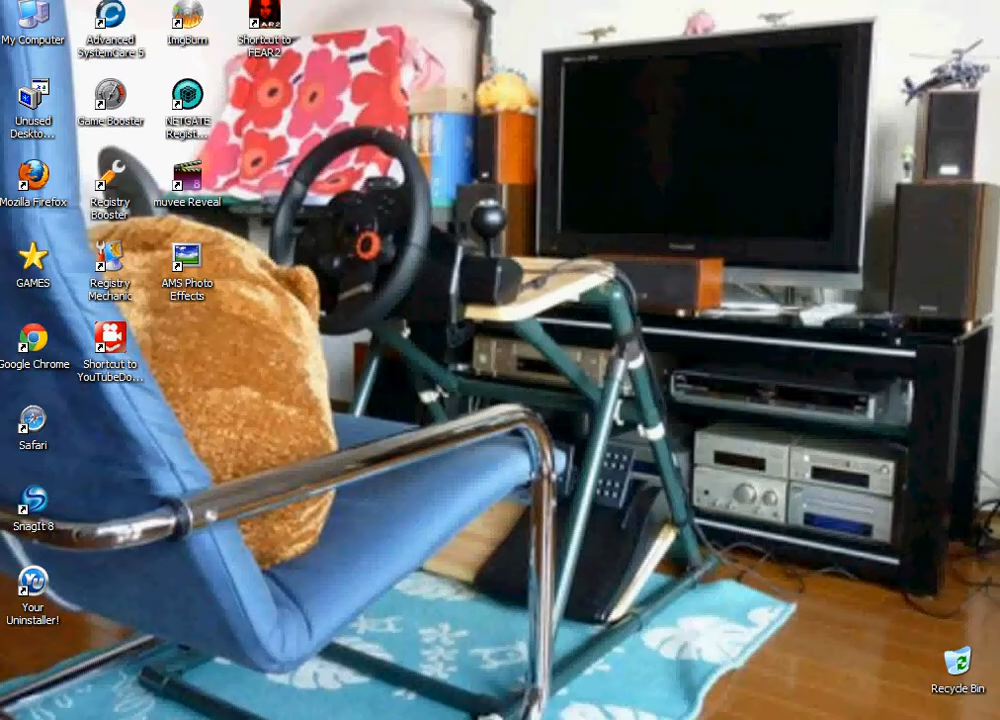 My Computer
Advanced
SystemCare 5
ImgBurn
Shortcut to
FEAR2
Unused
Deskto...
Game Booster
NETGATE
Regist...
Mozilla Firefox
Registry
Booster
muvee Reveal
GAMES
Registry
Mechanic
AMS Photo
Effects
Google Chrome
Shortcut to
YouTubeDo...
Safari
SnagIt 8
Your
Uninstaller!
Recycle Bin